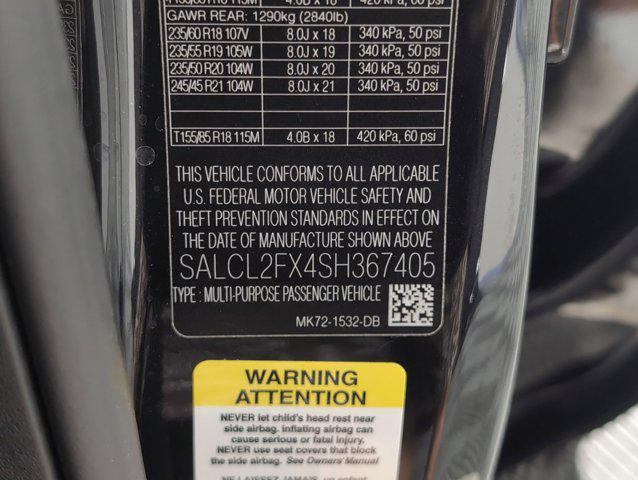 GAWR REAR: 1290kg (2840lb)
235/60 R18 107V 8.0J x 18 340 kPa, 50 psi
235/55 R19 105W 8.0J x 19 340 kPa, 50 psi
235/50 R20 104W 8.0J x 20 340 kPa, 50 psi
245/45 R21 104W 8.0J x 21 340 kPa, 50 psi
T155/85 R18 115M 4.0B x 18 420 kPa, 60 psi
THIS VEHICLE CONFORMS TO ALL APPLICABLE
U.S. FEDERAL MOTOR VEHICLE SAFETY AND
THEFT PREVENTION STANDARDS IN EFFECT ON
THE DATE OF MANUFACTURE SHOWN ABOVE
SALCL2FX4SH367405
TYPE : MULTI-PURPOSE PASSENGER VEHICLE
MK72-1532-DB
WARNING
ATTENTION
NEVER let child's head rest near
side airbag. inflating airbag can
cause serious or fatal injury.
NEVER use seat covers that block
the side airbag. See Owners' Manual